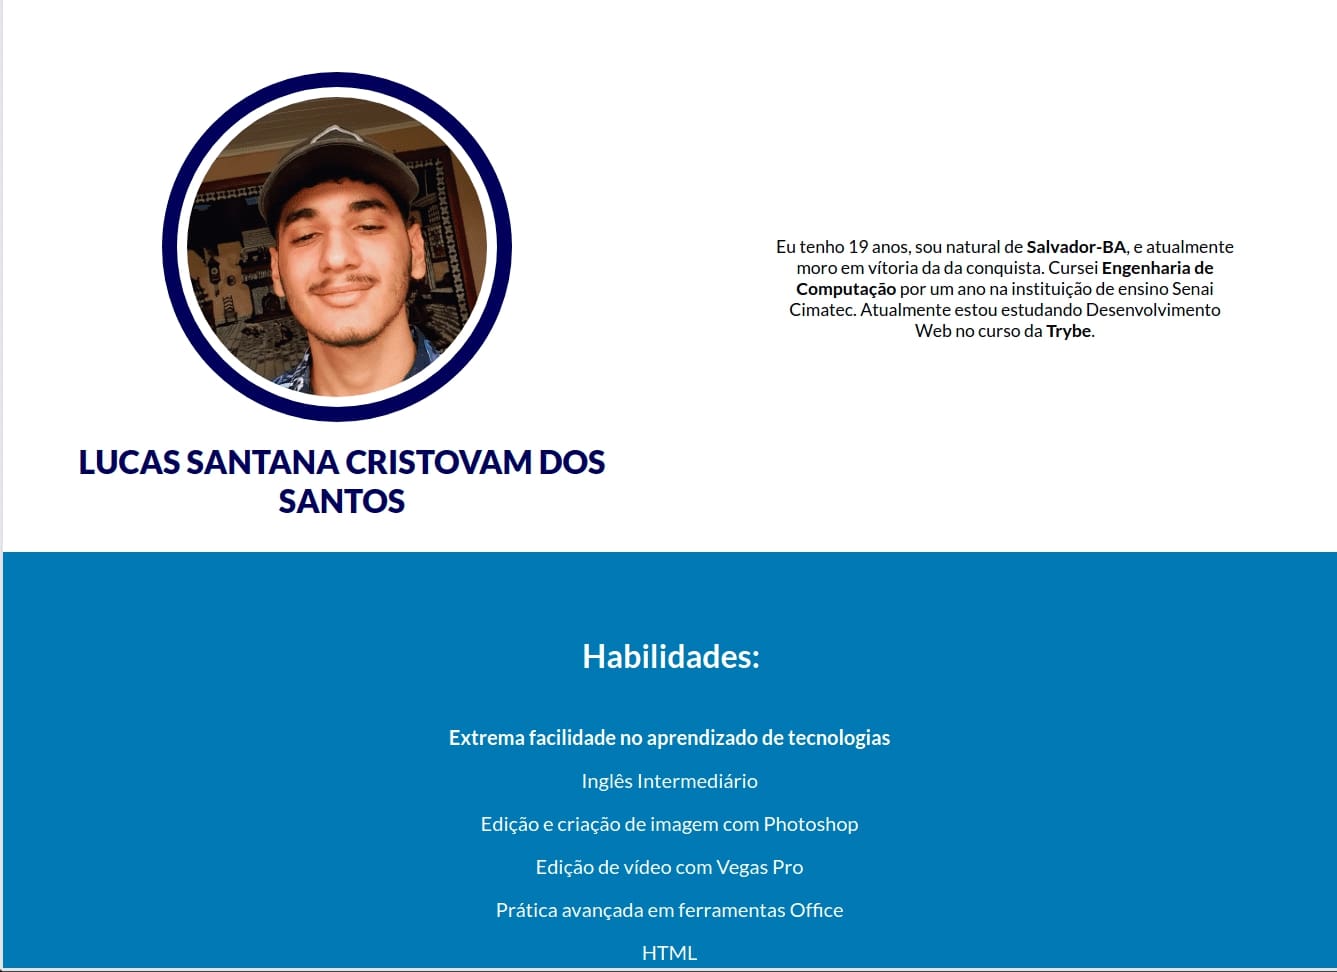 LUCAS SANTANA CRISTOVAM DOS
SANTOS
Eu tenho 19 anos, sou natural de Salvador-BA, e atualmente
moro em vítoria da da conquista. Cursei Engenharia de
Computação por um ano na instituição de ensino Senai
Cimatec. Atualmente estou estudando Desenvolvimento
Web no curso da Trybe.
Habilidades:
Extrema facilidade no aprendizado de tecnologias
Inglês Intermediário
Edição e criação de imagem com Photoshop
Edição de vídeo com Vegas Pro
Prática avançada em ferramentas Office
HTML